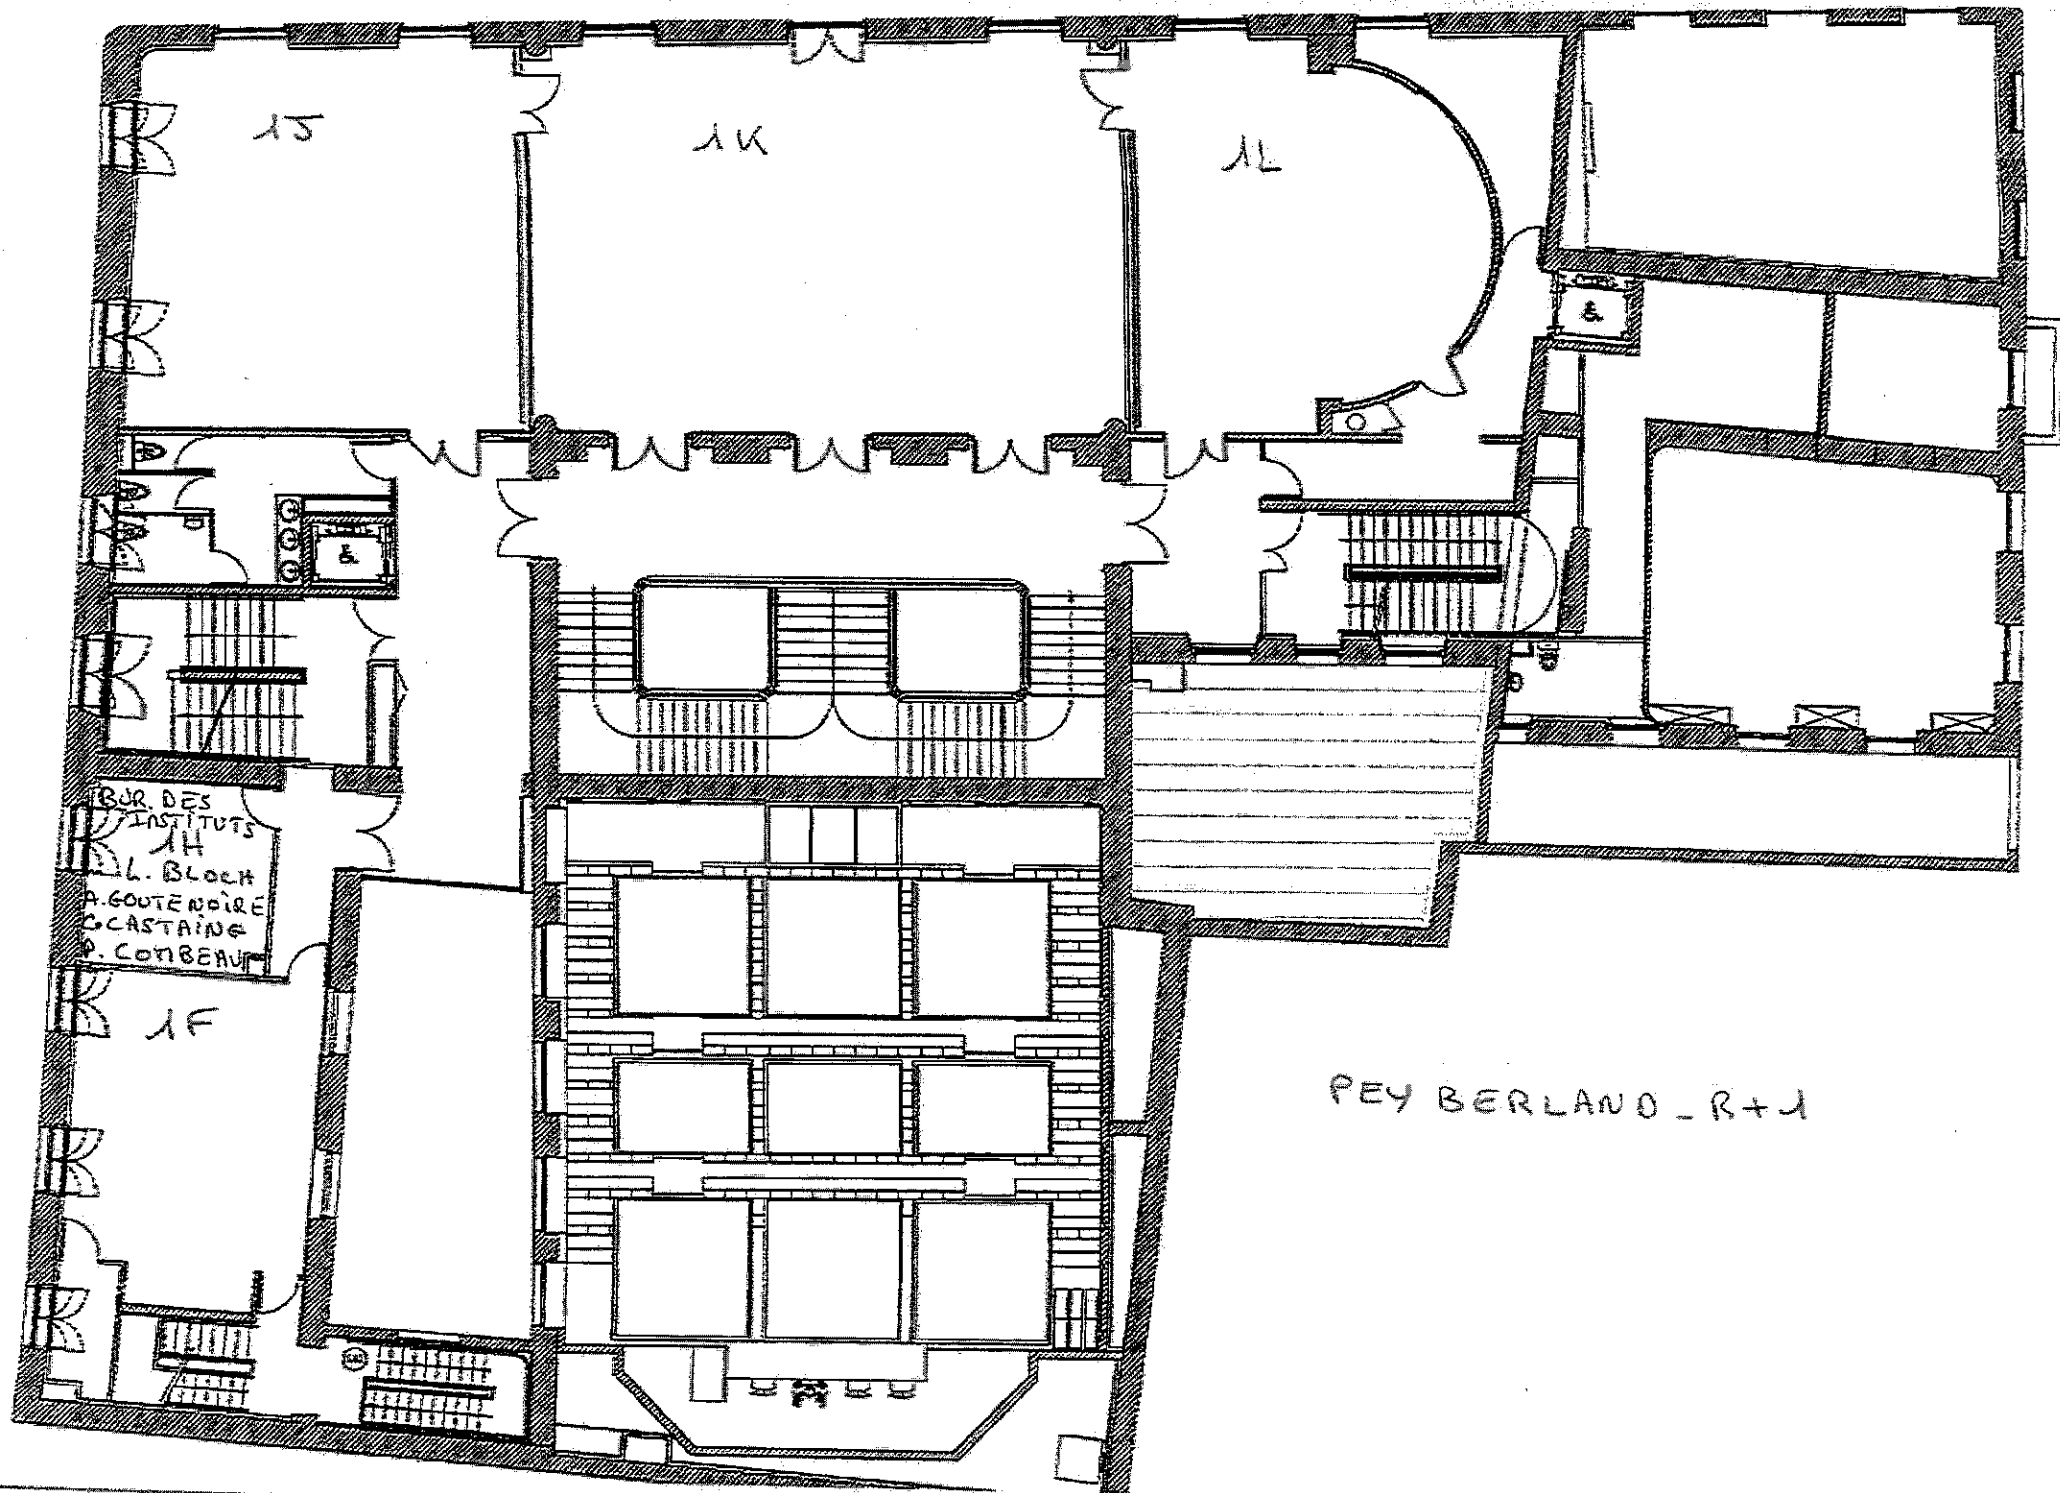 1J
1K
1L
BUR. DES
INSTITUTS
1H
L. BLOCH
A. GOUTENOIRE
C. CASTAING
P. COMBEAU
1F
PEY BERLAND - R+1